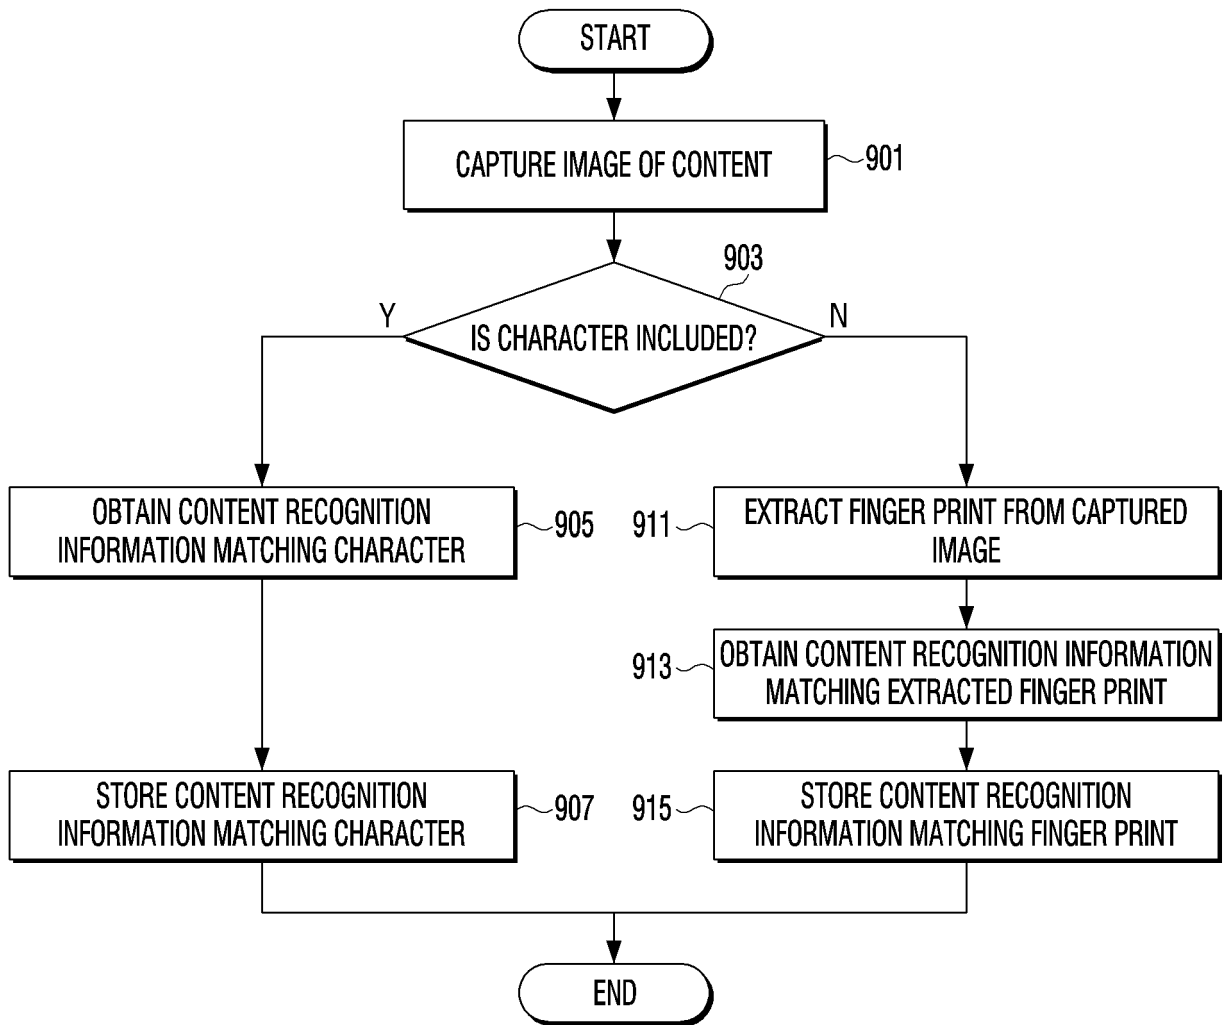 START
CAPTURE IMAGE OF CONTENT
901
903
Y
IS CHARACTER INCLUDED?
N
OBTAIN CONTENT RECOGNITION
INFORMATION MATCHING CHARACTER
905
911
EXTRACT FINGER PRINT FROM CAPTURED
IMAGE
913
OBTAIN CONTENT RECOGNITION INFORMATION
MATCHING EXTRACTED FINGER PRINT
STORE CONTENT RECOGNITION
INFORMATION MATCHING CHARACTER
907
915
STORE CONTENT RECOGNITION
INFORMATION MATCHING FINGER PRINT
END